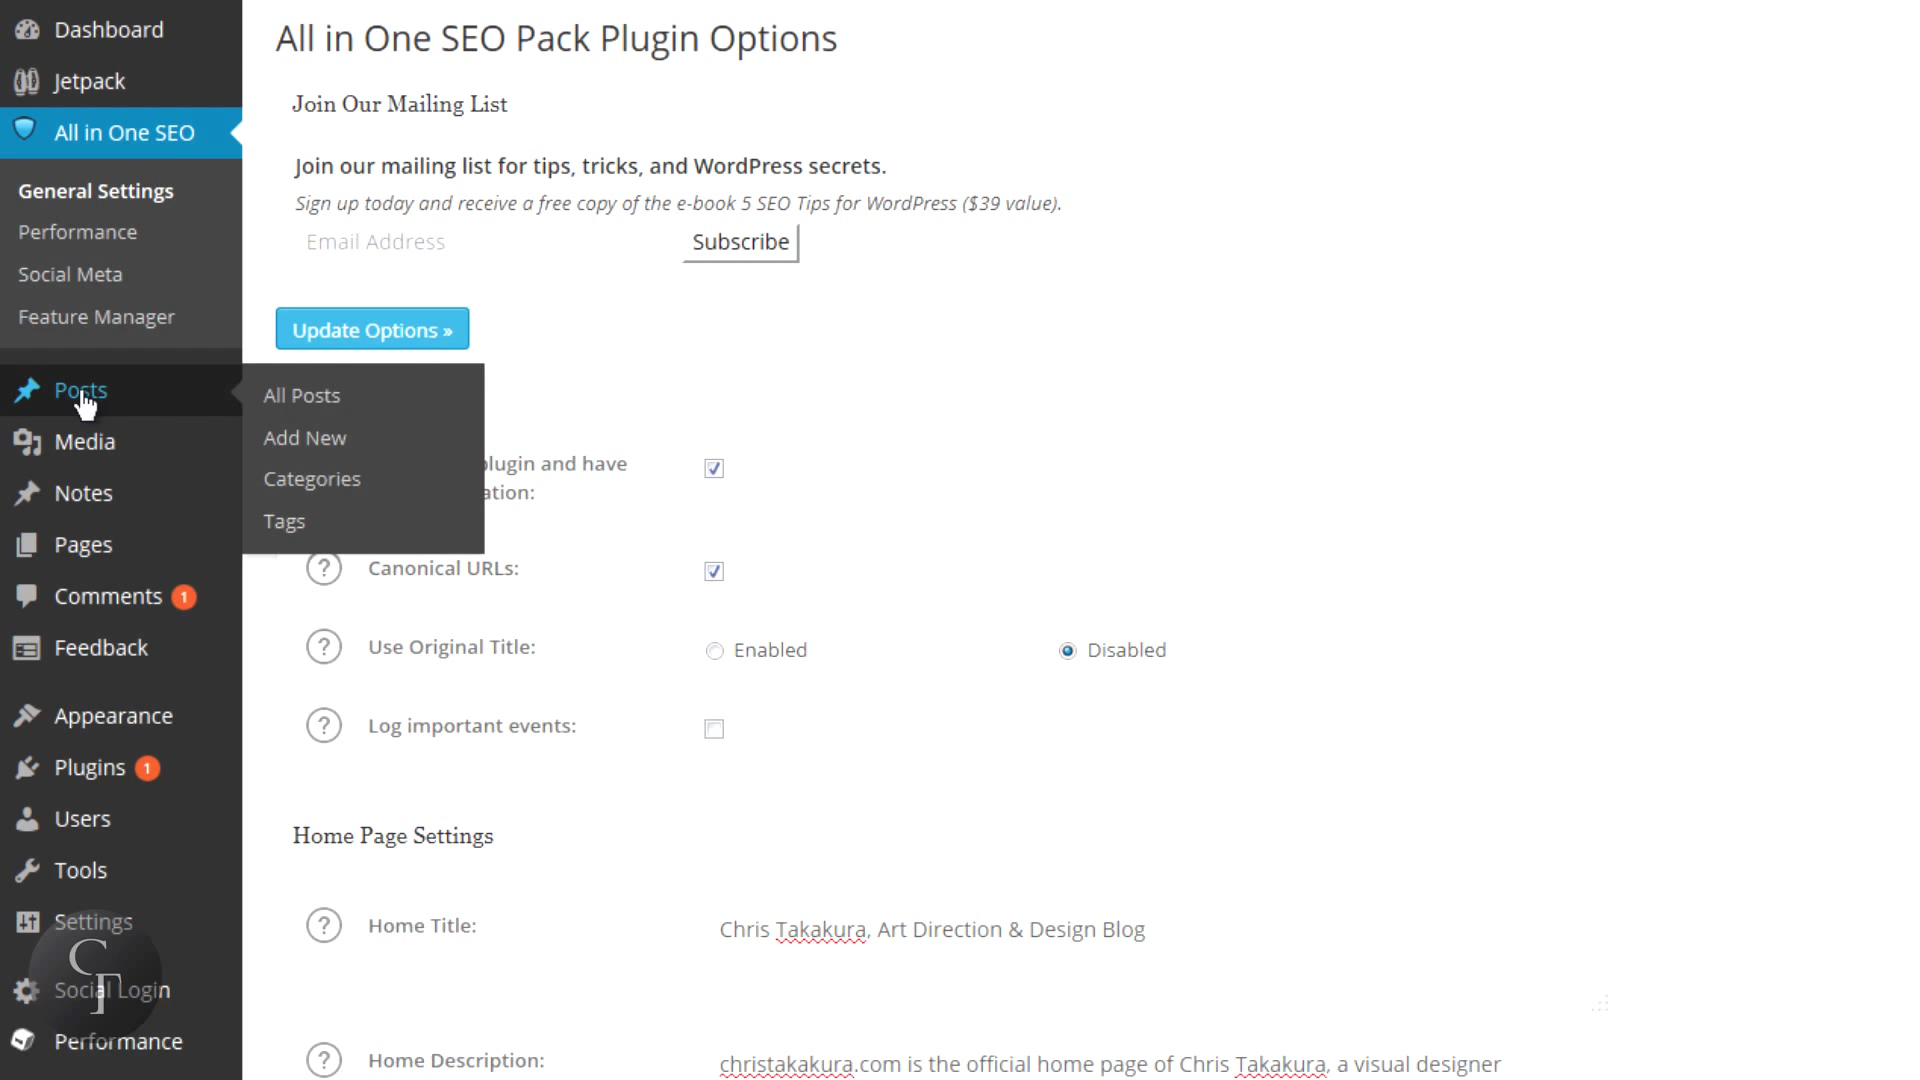 Dashboard
Jetpack
All in One SEO
General Settings
Performance
Social Meta
Feature Manager
Posts
Media
Notes
Pages
Comments 1
Feedback
Appearance
Plugins 1
Users
Tools
Settings
Social Login
Performance
All Posts
Add New
Categories
Tags
All in One SEO Pack Plugin Options
Join Our Mailing List
Join our mailing list for tips, tricks, and WordPress secrets.
Sign up today and receive a free copy of the e-book 5 SEO Tips for WordPress ($39 value).
Email Address
Subscribe
Update Options »
plugin and have
ation:
? Canonical URLs:
? Use Original Title: Enabled Disabled
? Log important events:
Home Page Settings
? Home Title: Chris Takakura, Art Direction & Design Blog
? Home Description: christakakura.com is the official home page of Chris Takakura, a visual designer
CT